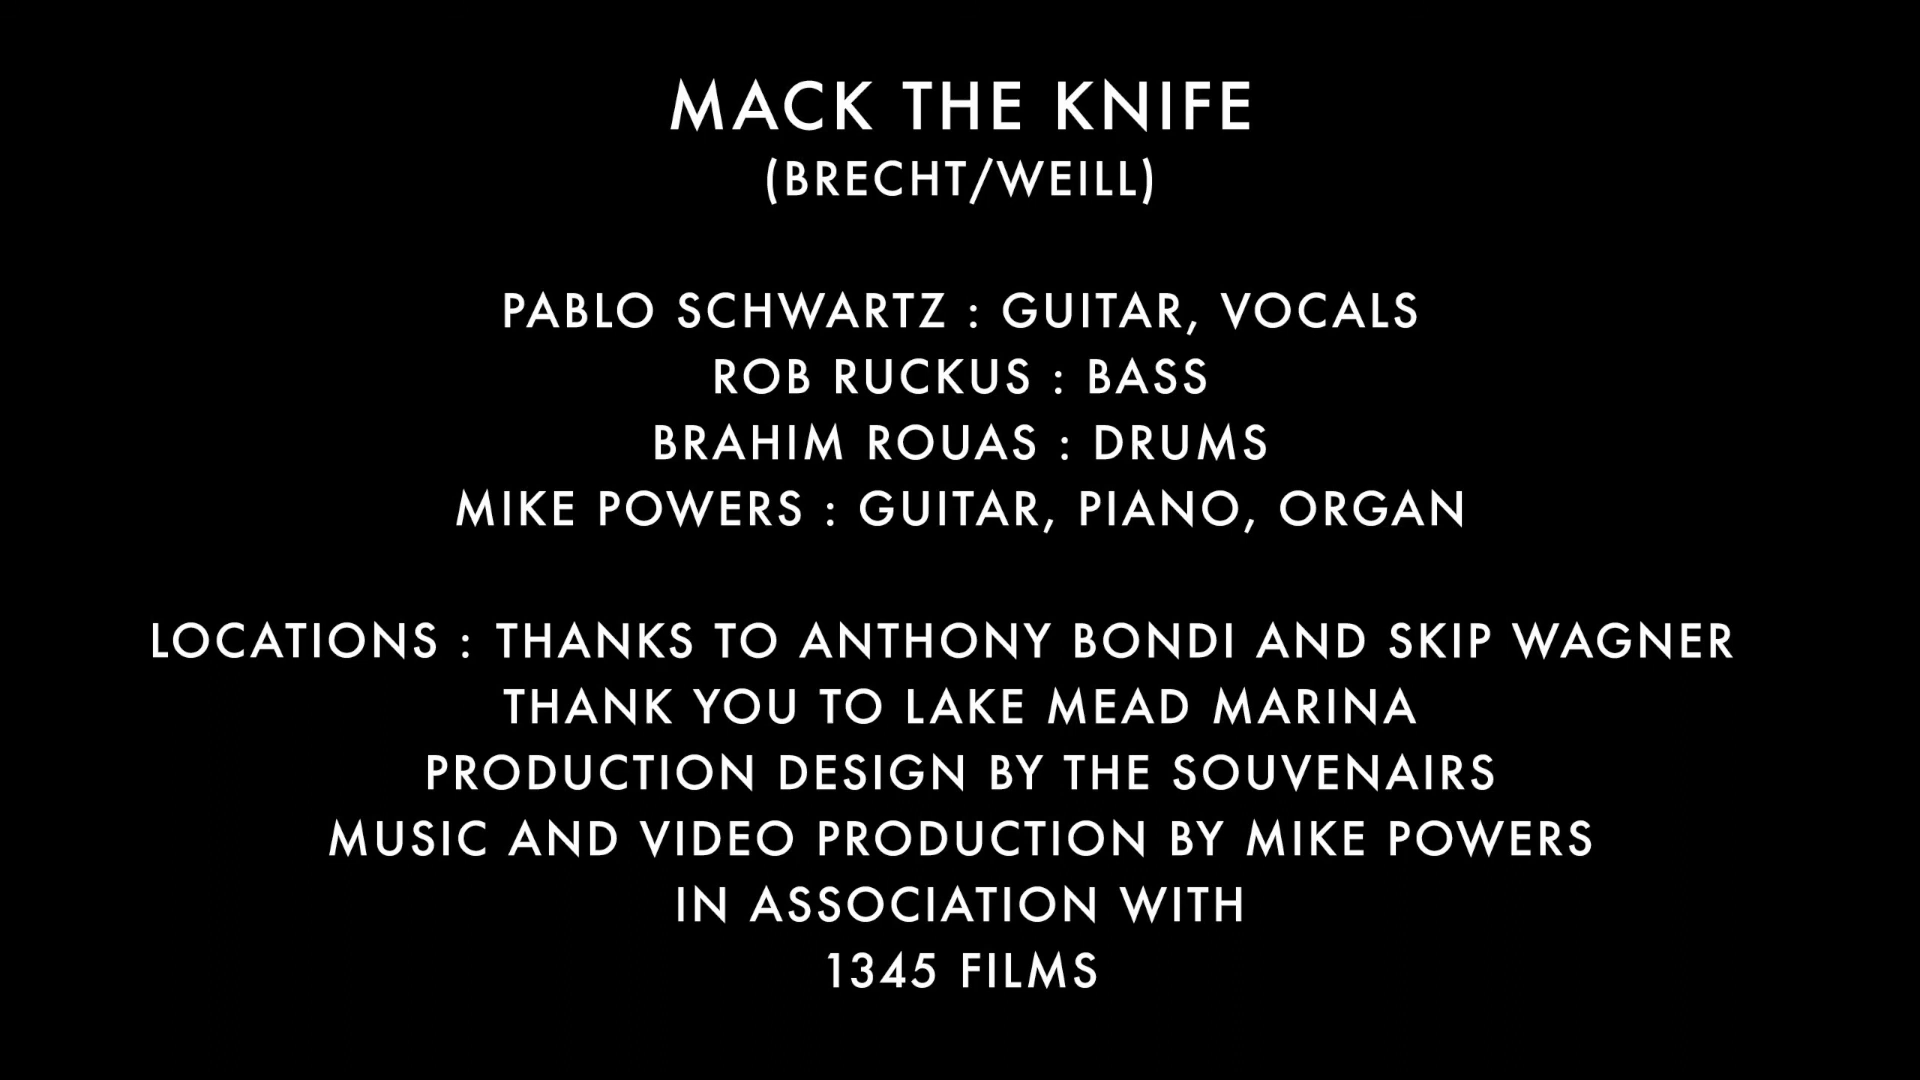 MACK THE KNIFE
(BRECHT/WEILL)
PABLO SCHWARTZ : GUITAR, VOCALS
ROB RUCKUS : BASS
BRAHIM ROUAS : DRUMS
MIKE POWERS : GUITAR, PIANO, ORGAN
LOCATIONS : THANKS TO ANTHONY BONDI AND SKIP WAGNER
THANK YOU TO LAKE MEAD MARINA
PRODUCTION DESIGN BY THE SOUVENAIRS
MUSIC AND VIDEO PRODUCTION BY MIKE POWERS
IN ASSOCIATION WITH
1345 FILMS